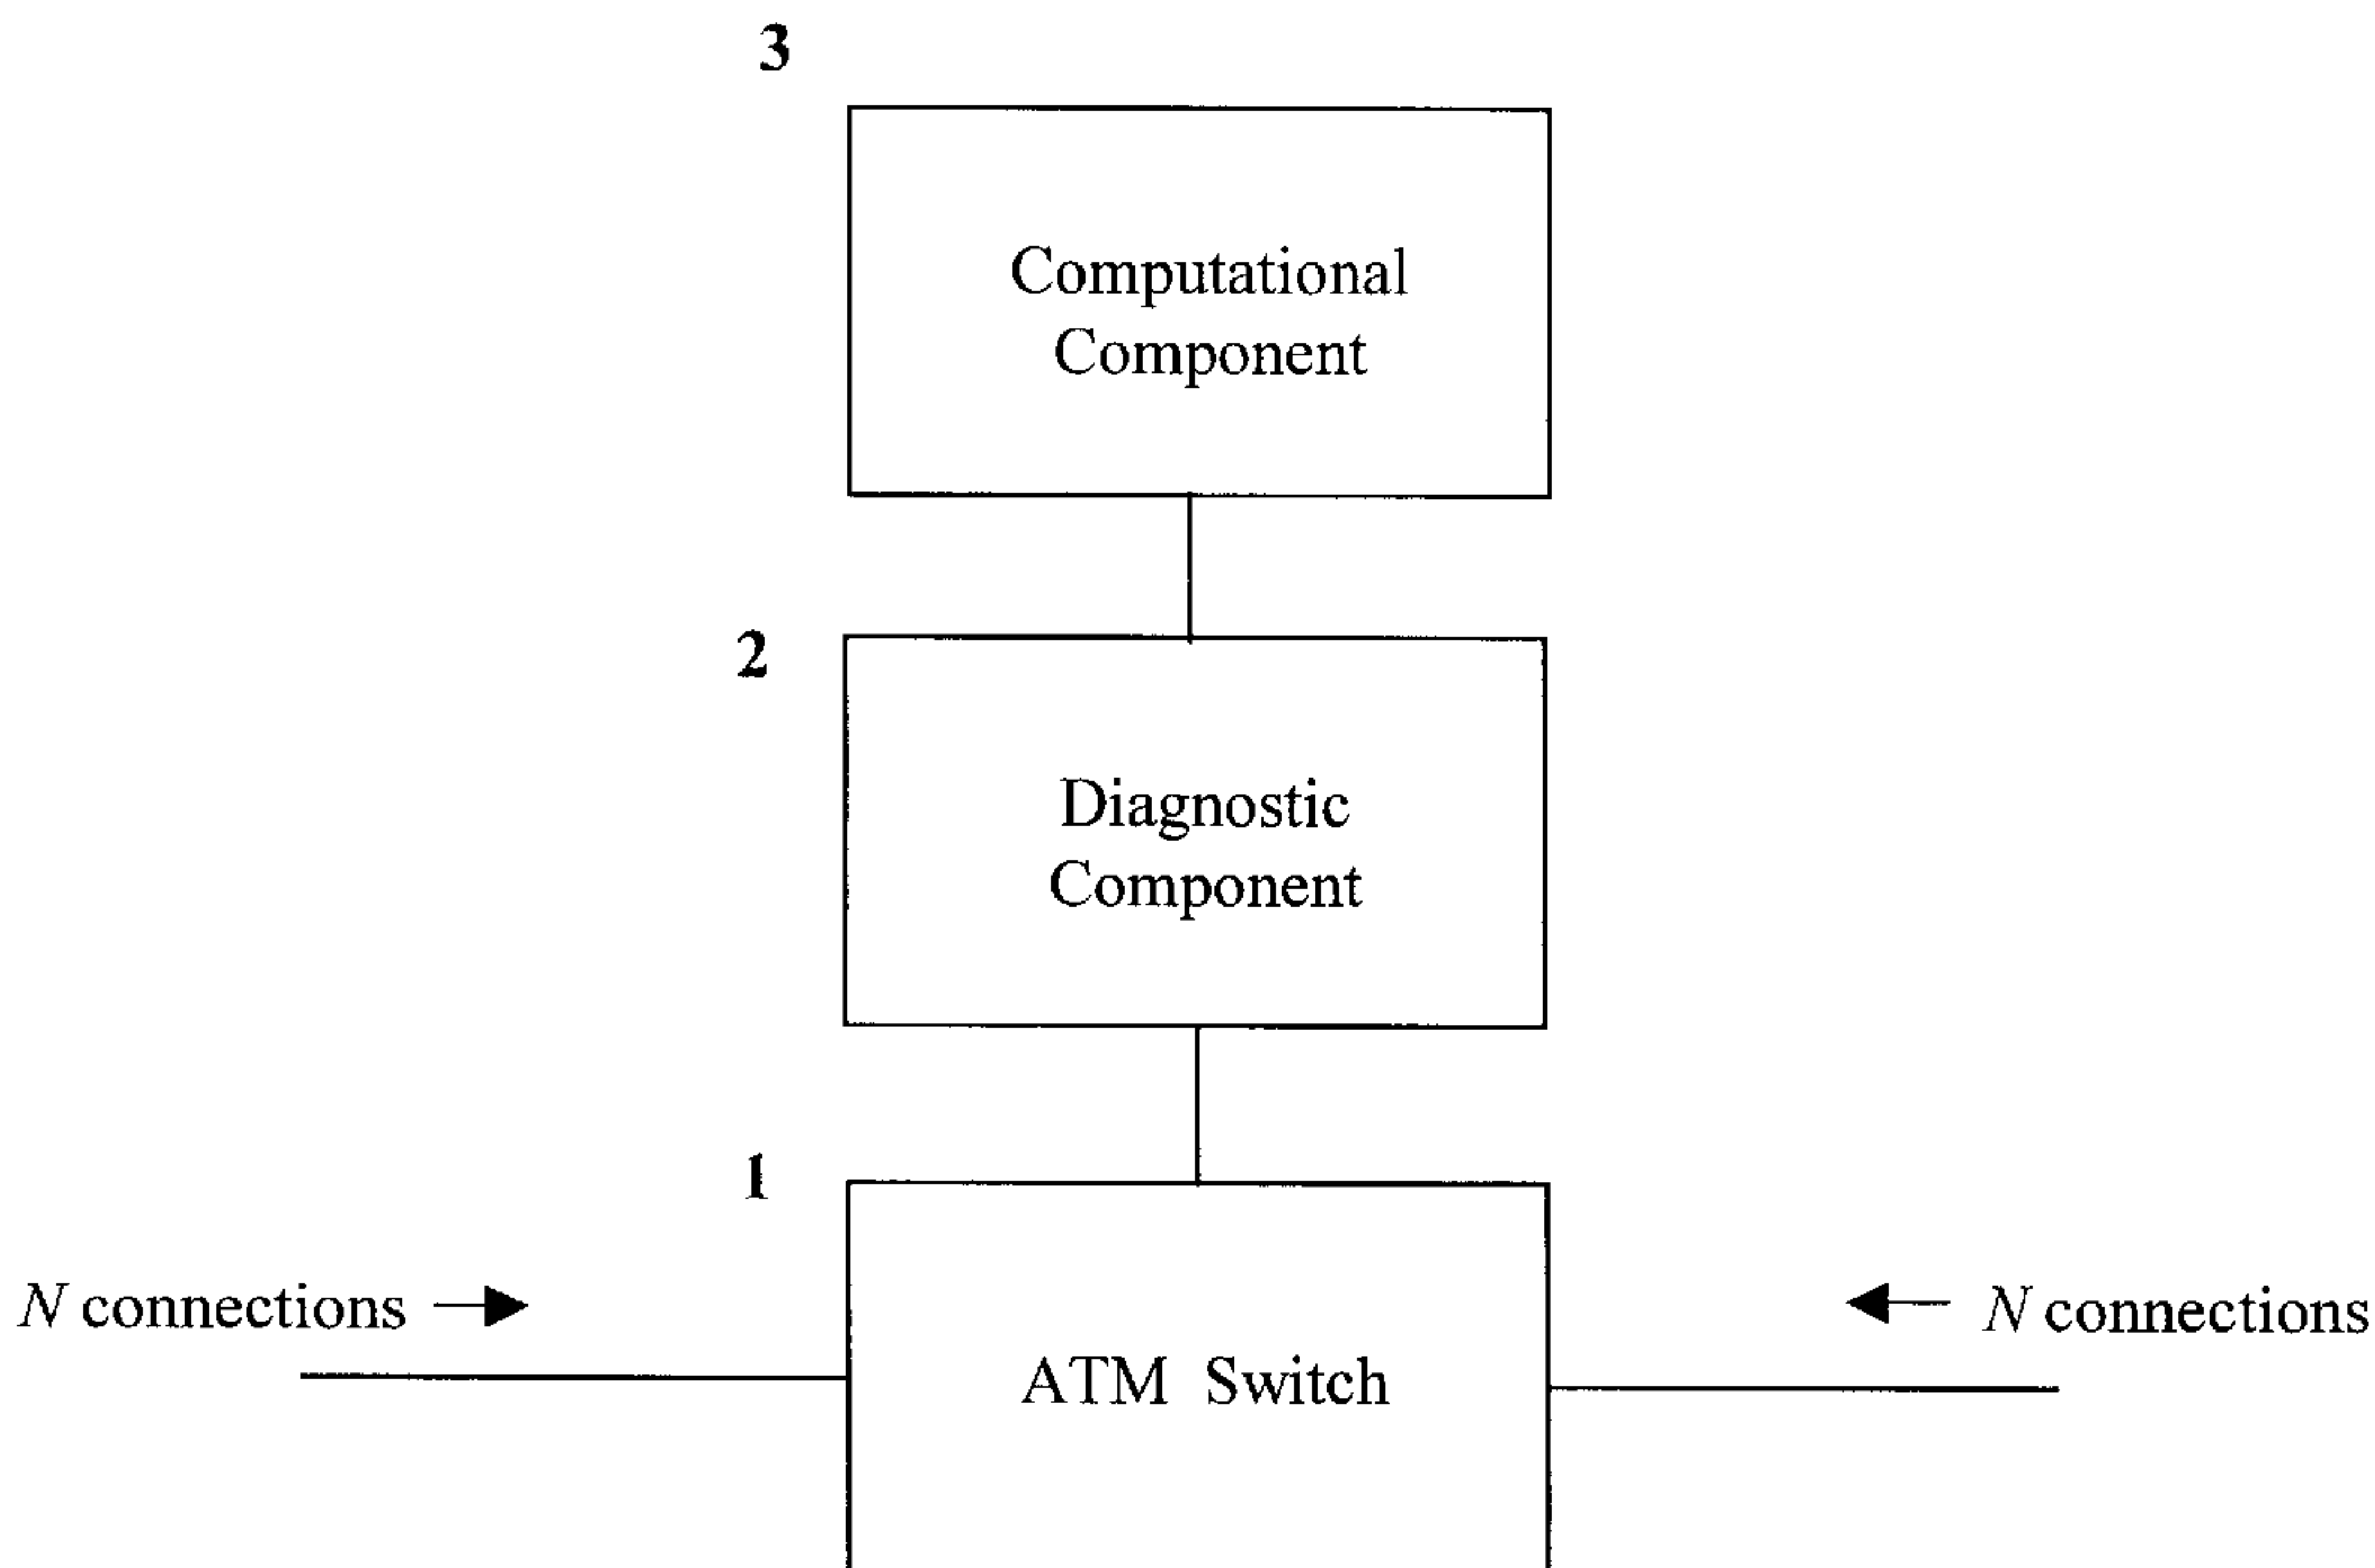 3
Computational
Component
2
Diagnostic
Component
1
N connections
N connections
ATM Switch